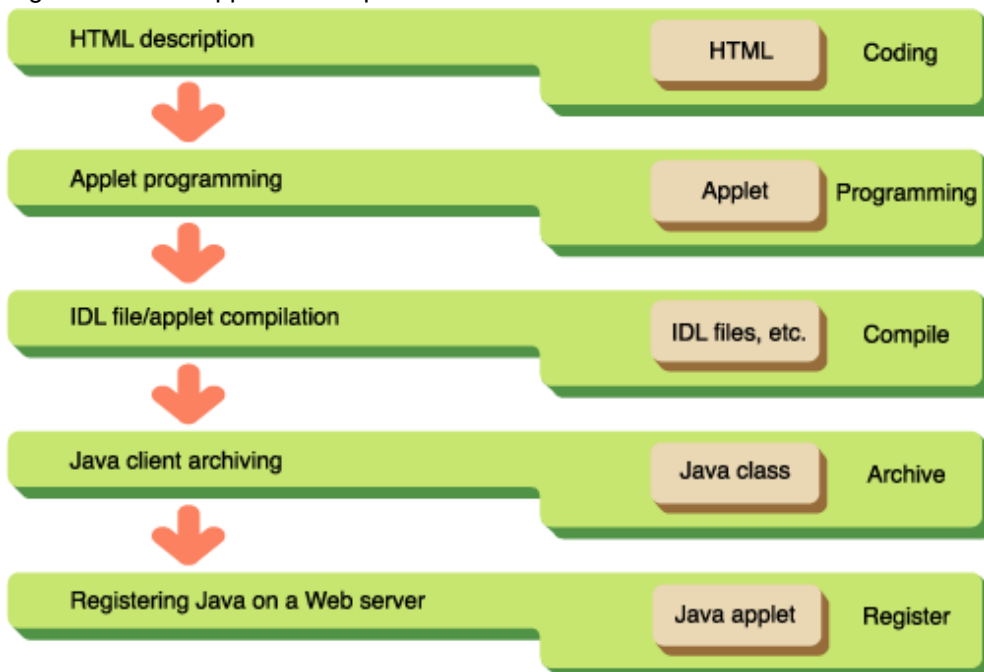 HTML description HTML Coding
Applet programming Applet Programming
IDL file/applet compilation IDL files, etc. Compile
Java client archiving Java class Archive
Registering Java on a Web server Java applet Register